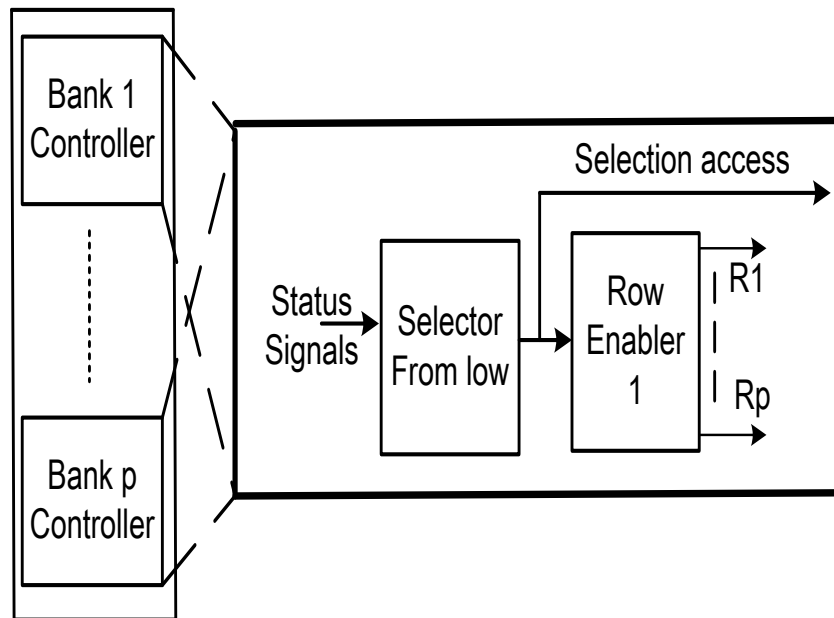 Bank 1
Controller
Bank p
Controller
Status
Signals
Selector
From low
Selection access
Row
Enabler
1
R1
Rp